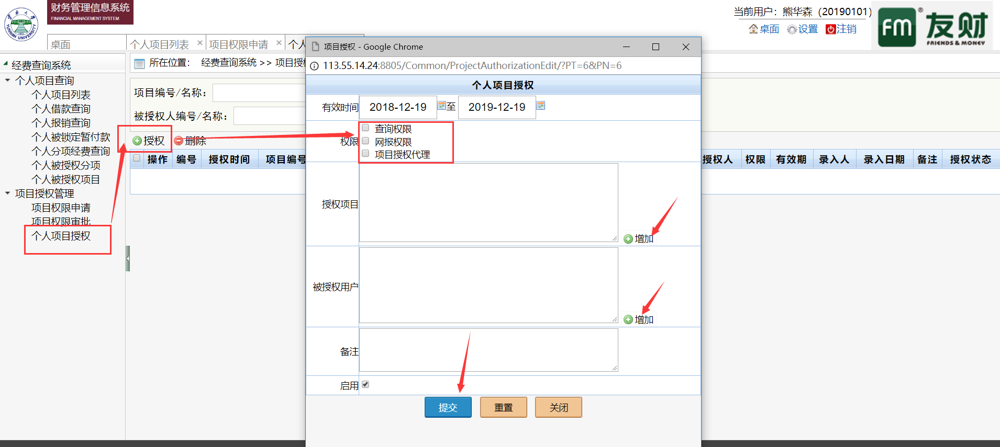 财务管理信息系统
FINANCIAL MANAGEMENT SYSTEM
YUNNAN UNIVERSITY
当前用户：熊华森（20190101）
桌面 设置 注销
FM® 友财
FRIENDS & MONEY
桌面 个人项目列表 × 项目权限申请 × 个人
经费查询系统
个人项目查询
个人项目列表
个人借款查询
个人报销查询
个人被锁定暂付款
个人分项经费查询
个人被授权分项
个人被授权项目
项目授权管理
项目权限申请
项目权限审批
个人项目授权
所在位置： 经费查询系统 >> 项目授
项目编号/名称：
被授权人编号/名称：
授权 删除
操作 编号 授权时间 项目编号
授权人 权限 有效期 录入人 录入日期 备注 授权状态
项目授权 - Google Chrome
113.55.14.24:8805/Common/ProjectAuthorizationEdit/?PT=6&PN=6
个人项目授权
有效时间 2018-12-19 至 2019-12-19
权限
查询权限
网报权限
项目授权代理
授权项目
增加
被授权用户
增加
备注
启用
提交 重置 关闭